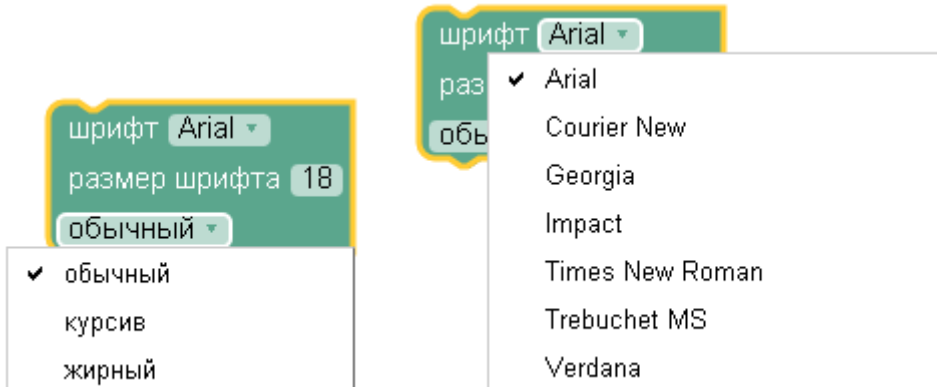 шрифт Arial
размер шрифта 18
обычный
обычный
курсив
жирный
шрифт Arial
раз
обы
Arial
Courier New
Georgia
Impact
Times New Roman
Trebuchet MS
Verdana